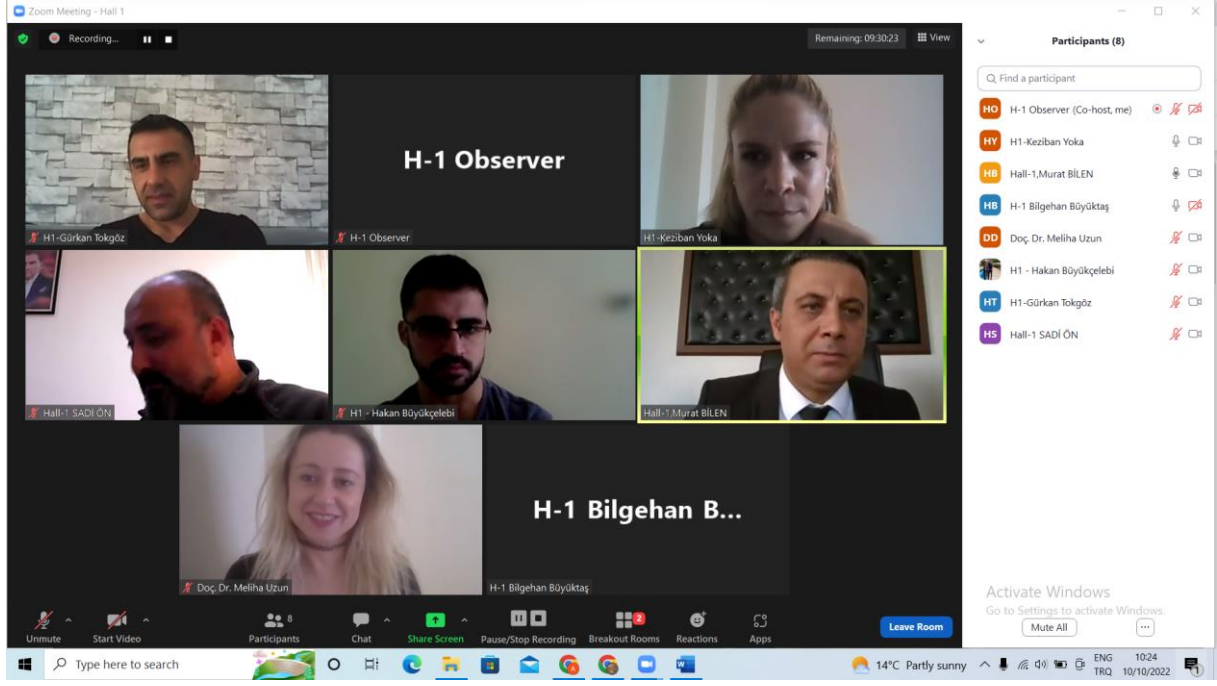 Zoom Meeting - Hall 1
Recording...
Remaining: 09:30:23
View
Participants (8)
Find a participant
HO H-1 Observer (Co-host, me)
HY H1-Keziban Yoka
HB Hall-1,Murat BİLEN
HB H-1 Bilgehan Büyüktaş
DD Doç. Dr. Meliha Uzun
H1 - Hakan Büyükçelebi
HT H1-Gürkan Tokgöz
HS Hall-1 SADİ ÖN
H-1 Observer
H1-Gürkan Tokgöz
H-1 Observer
H1-Keziban Yoka
Hall-1 SADİ ÖN
H1 - Hakan Büyükçelebi
Hall-1,Murat BİLEN
H-1 Bilgehan B...
Doç. Dr. Meliha Uzun
H-1 Bilgehan Büyüktaş
Activate Windows
Go to Settings to activate Windows.
Mute All
8
2
Unmute
Start Video
Participants
Chat
Share Screen
Pause/Stop Recording
Breakout Rooms
Reactions
Apps
Leave Room
Type here to search
14°C Partly sunny
ENG
TRQ
10:24
10/10/2022
1